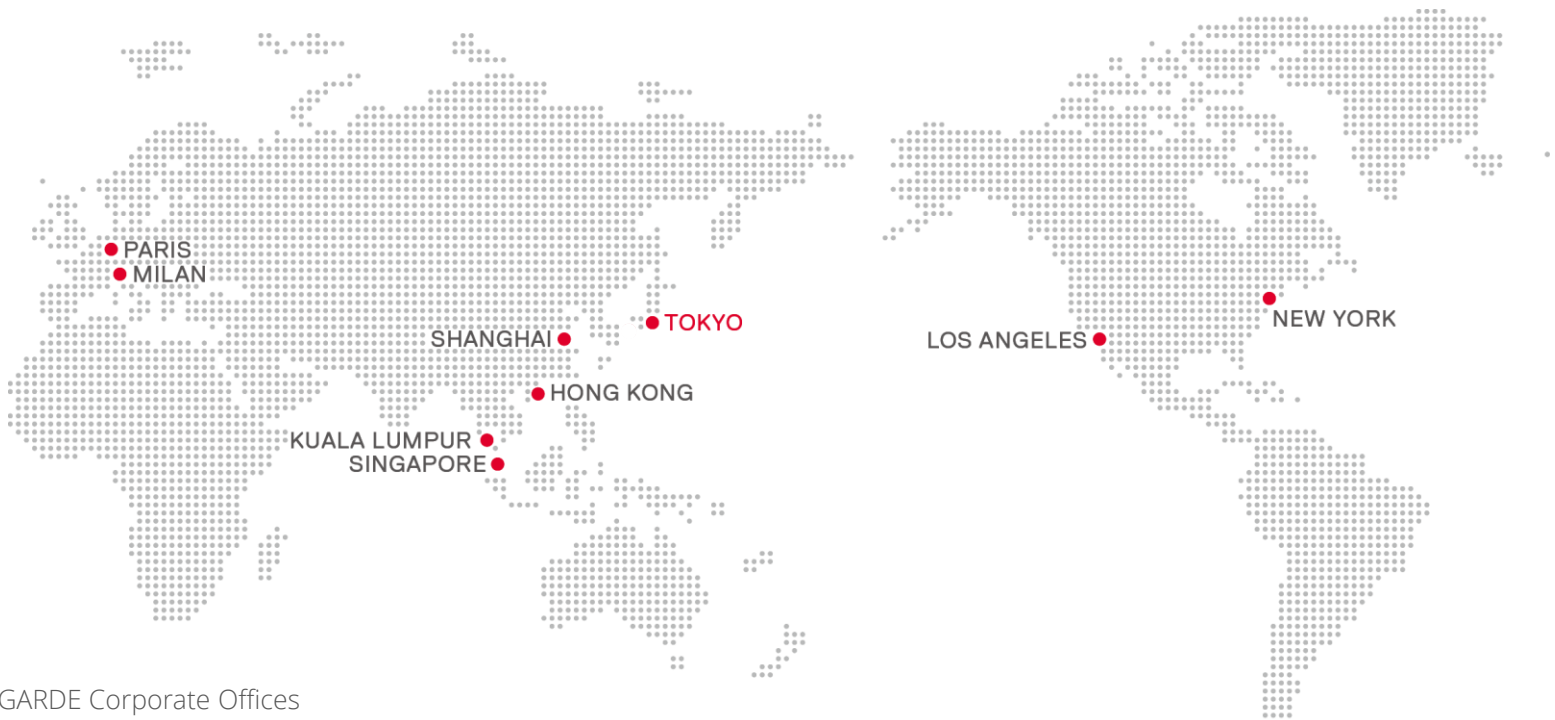 PARIS
MILAN
TOKYO
SHANGHAI
HONG KONG
KUALA LUMPUR
SINGAPORE
LOS ANGELES
NEW YORK
GARDE Corporate Offices